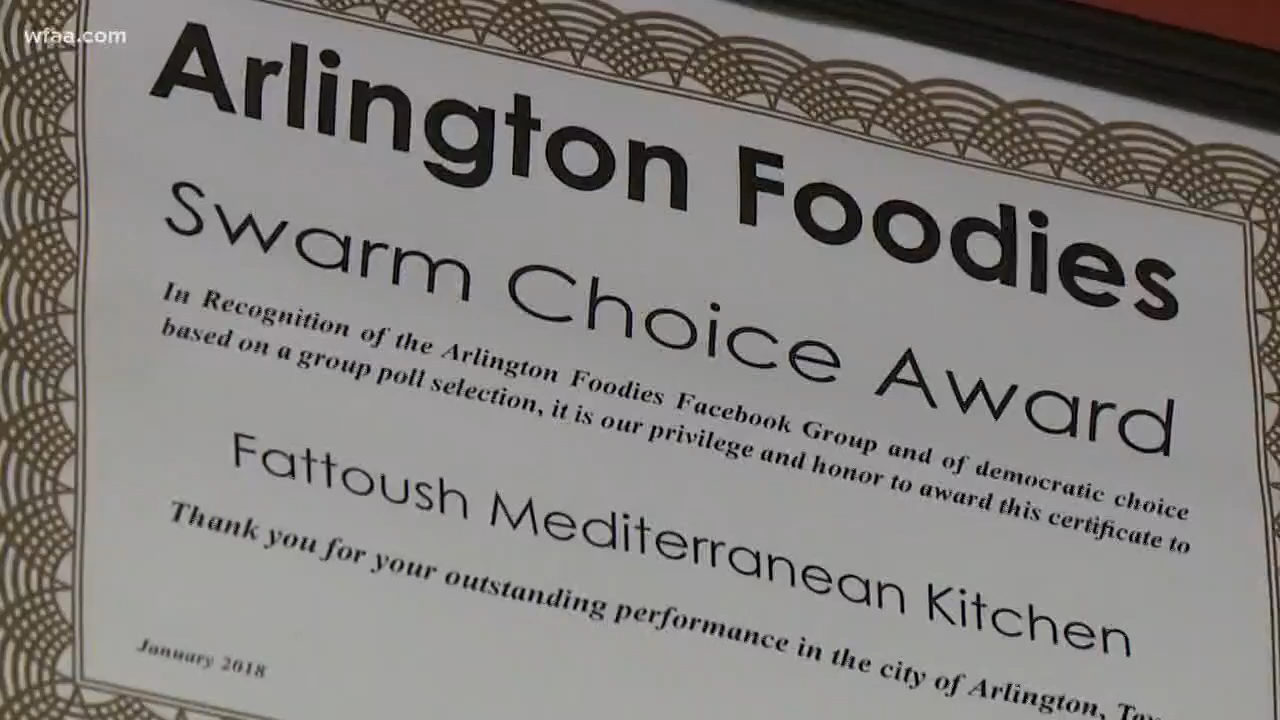 wfaa.com
Arlington Foodies
Swarm Choice Award
In Recognition of the Arlington Foodies Facebook Group and of democratic choice
based on a group poll selection, it is our privilege and honor to award this certificate to
Fattoush Mediterranean Kitchen
Thank you for your outstanding performance in the city of Arlington,
January 2018